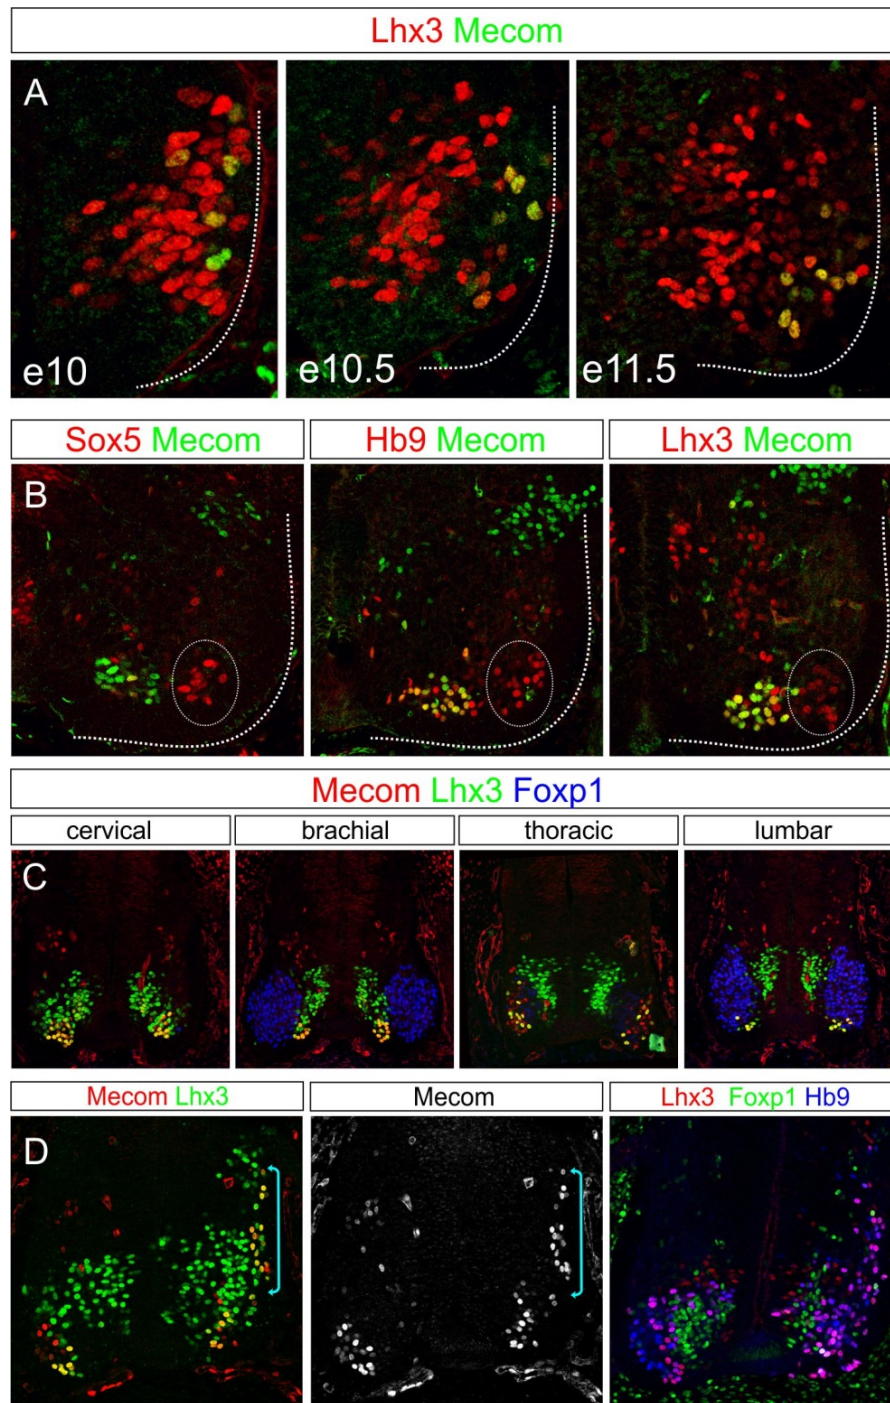 Lhx3 Mecom
A
e10
e10.5
e11.5
Sox5 Mecom
Hb9 Mecom
Lhx3 Mecom
B
Mecom Lhx3 Foxp1
cervical
brachial
thoracic
lumbar
C
Mecom Lhx3
Mecom
Lhx3 Foxp1 Hb9
D